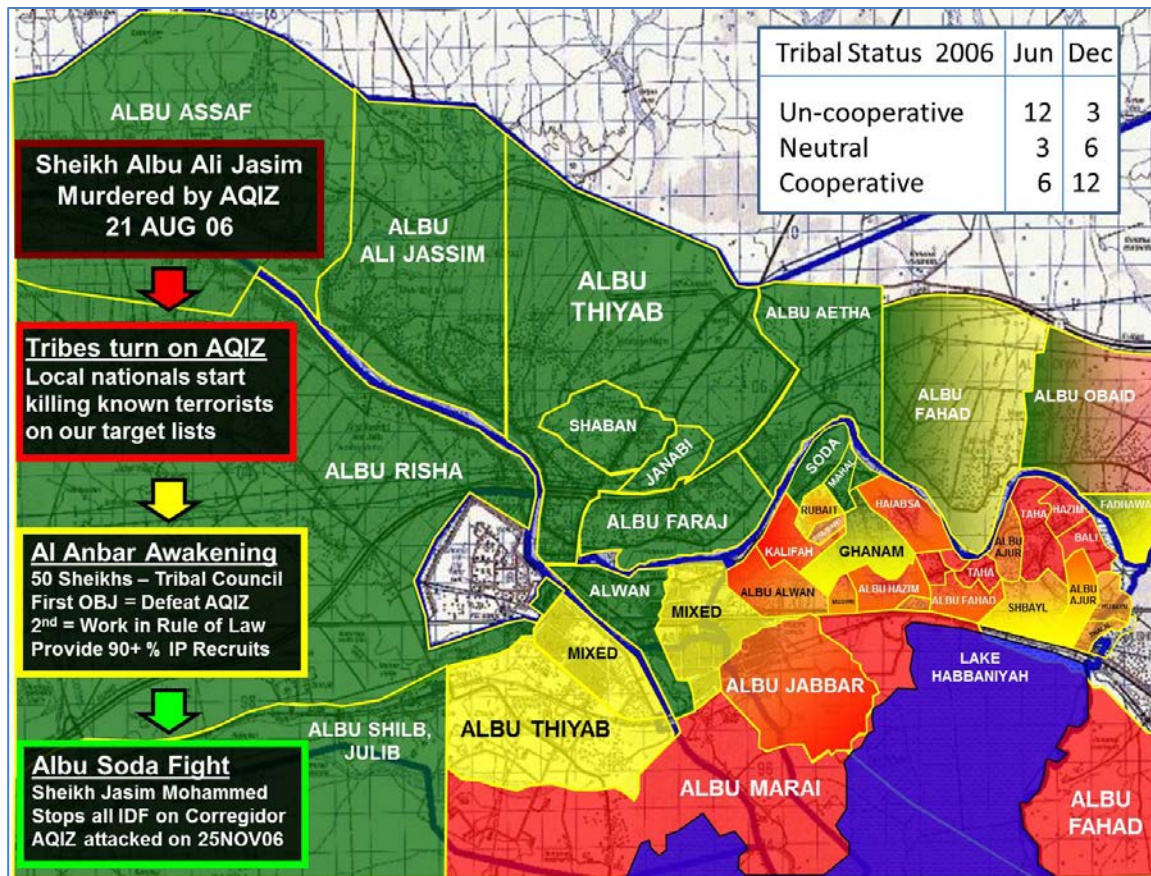 Tribal Status 2006 Jun Dec
Un-cooperative 12 3
Neutral 3 6
Cooperative 6 12
ALBU ASSAF
Sheikh Albu Ali Jasim
Murdered by AQIZ
21 AUG 06
Tribes turn on AQIZ
Local nationals start
killing known terrorists
on our target lists
Al Anbar Awakening
50 Sheikhs – Tribal Council
First OBJ = Defeat AQIZ
2nd = Work in Rule of Law
Provide 90+ % IP Recruits
Albu Soda Fight
Sheikh Jasim Mohammed
Stops all IDF on Corregidor
AQIZ attacked on 25NOV06
ALBU
ALI JASSIM
ALBU
THIYAB
ALBU AETHA
ALBU
FAHAD
ALBU OBAID
SHABAN
JANABI
ALBU RISHA
ALBU FARAJ
SODA
MAHAL
RUBAIT
HAIABSA
KALIFAH
GHANAM
TAHA
HAZIM
BALI
FADHAWA
ALBU
AJUR
TAHA
ALWAN
MIXED
ALBU ALWAN
ALBU HAZIM
ALBU FAHAD
SHBAYL
ALBU
AJUR
MIXED
ALBU JABBAR
LAKE
HABBANIYAH
ALBU SHILB,
JULIB
ALBU THIYAB
ALBU MARAI
ALBU
FAHAD